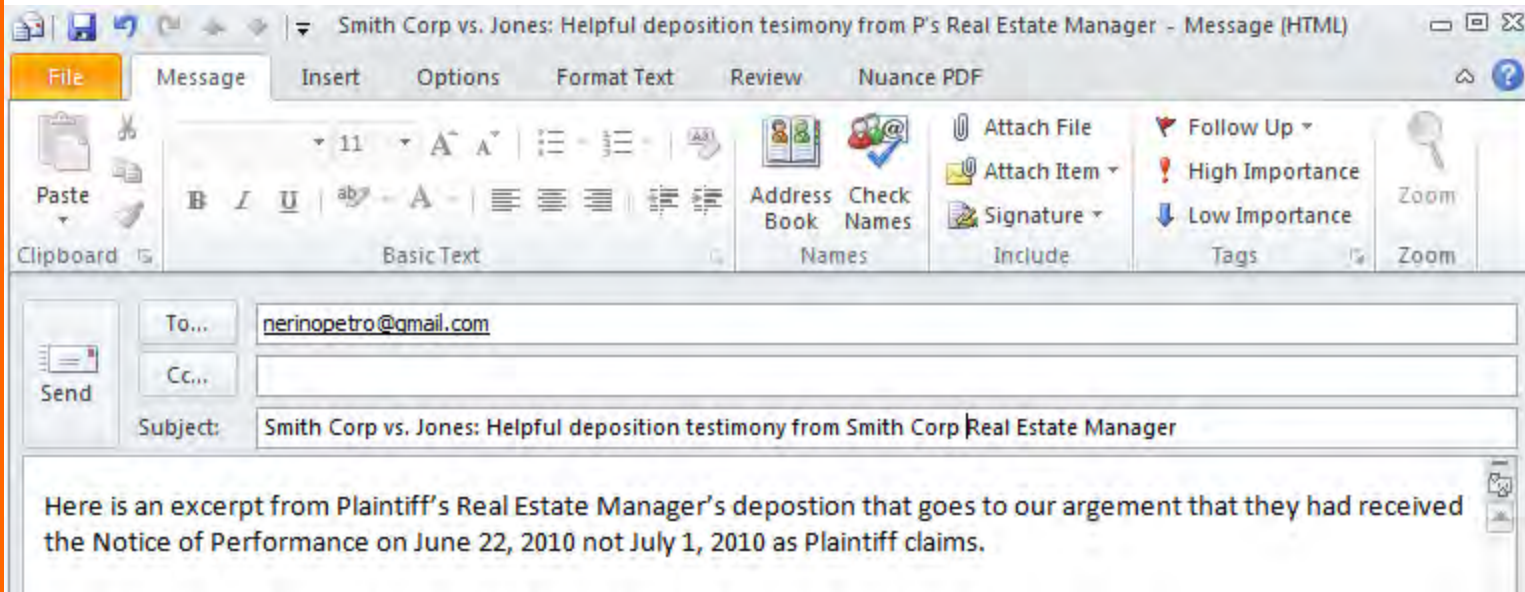 Smith Corp vs. Jones: Helpful deposition tesimony from P's Real Estate Manager - Message (HTML)
File Message Insert Options Format Text Review Nuance PDF
11
Paste
Address Book
Check Names
Attach File
Attach Item
Signature
Follow Up
High Importance
Low Importance
Zoom
Clipboard Basic Text Names Include Tags Zoom
Send
To... nerinopetro@gmail.com
Cc...
Subject: Smith Corp vs. Jones: Helpful deposition testimony from Smith Corp Real Estate Manager
Here is an excerpt from Plaintiff's Real Estate Manager's depostion that goes to our argement that they had received
the Notice of Performance on June 22, 2010 not July 1, 2010 as Plaintiff claims.